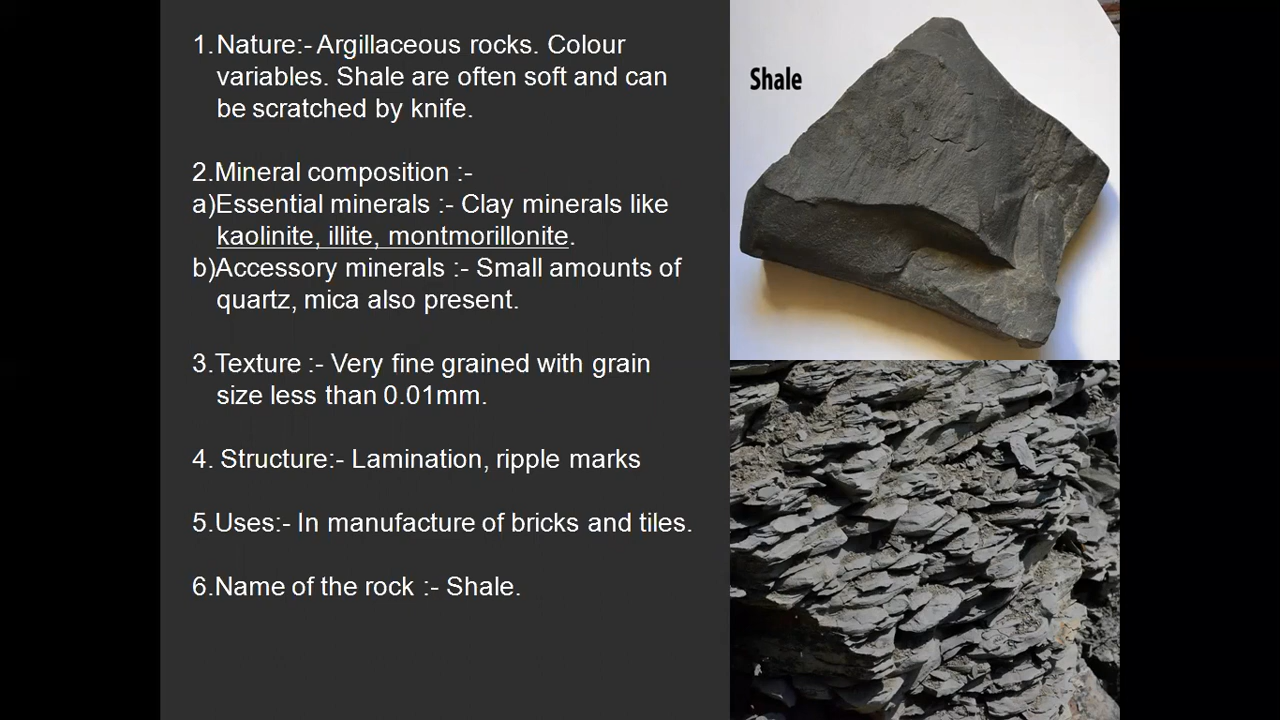 1. Nature:- Argillaceous rocks. Colour
variables. Shale are often soft and can
be scratched by knife.
2.Mineral composition :-
a)Essential minerals :- Clay minerals like
kaolinite, illite, montmorillonite.
b)Accessory minerals :- Small amounts of
quartz, mica also present.
3.Texture :- Very fine grained with grain
size less than 0.01mm.
4. Structure:- Lamination, ripple marks
5.Uses:- In manufacture of bricks and tiles.
6.Name of the rock :- Shale.
Shale